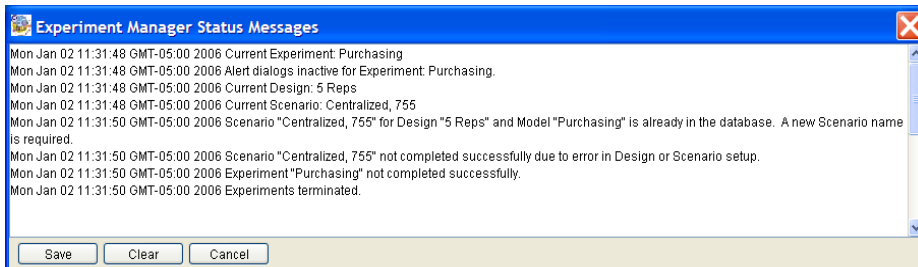 Experiment Manager Status Messages
Mon Jan 02 11:31:48 GMT-05:00 2006 Current Experiment: Purchasing
Mon Jan 02 11:31:48 GMT-05:00 2006 Alert dialogs inactive for Experiment: Purchasing.
Mon Jan 02 11:31:48 GMT-05:00 2006 Current Design: 5 Reps
Mon Jan 02 11:31:48 GMT-05:00 2006 Current Scenario: Centralized, 755
Mon Jan 02 11:31:50 GMT-05:00 2006 Scenario "Centralized, 755" for Design "5 Reps" and Model "Purchasing" is already in the database.  A new Scenario name
is required.
Mon Jan 02 11:31:50 GMT-05:00 2006 Scenario "Centralized, 755" not completed successfully due to error in Design or Scenario setup.
Mon Jan 02 11:31:50 GMT-05:00 2006 Experiment "Purchasing" not completed successfully.
Mon Jan 02 11:31:50 GMT-05:00 2006 Experiments terminated.
Save Clear Cancel